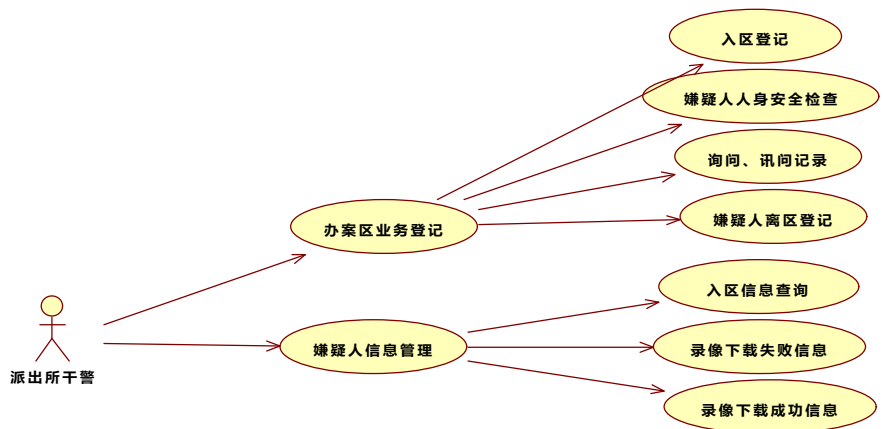 入区登记
嫌疑人人身安全检查
询问、讯问记录
嫌疑人离区登记
办案区业务登记
入区信息查询
嫌疑人信息管理
录像下载失败信息
录像下载成功信息
派出所干警